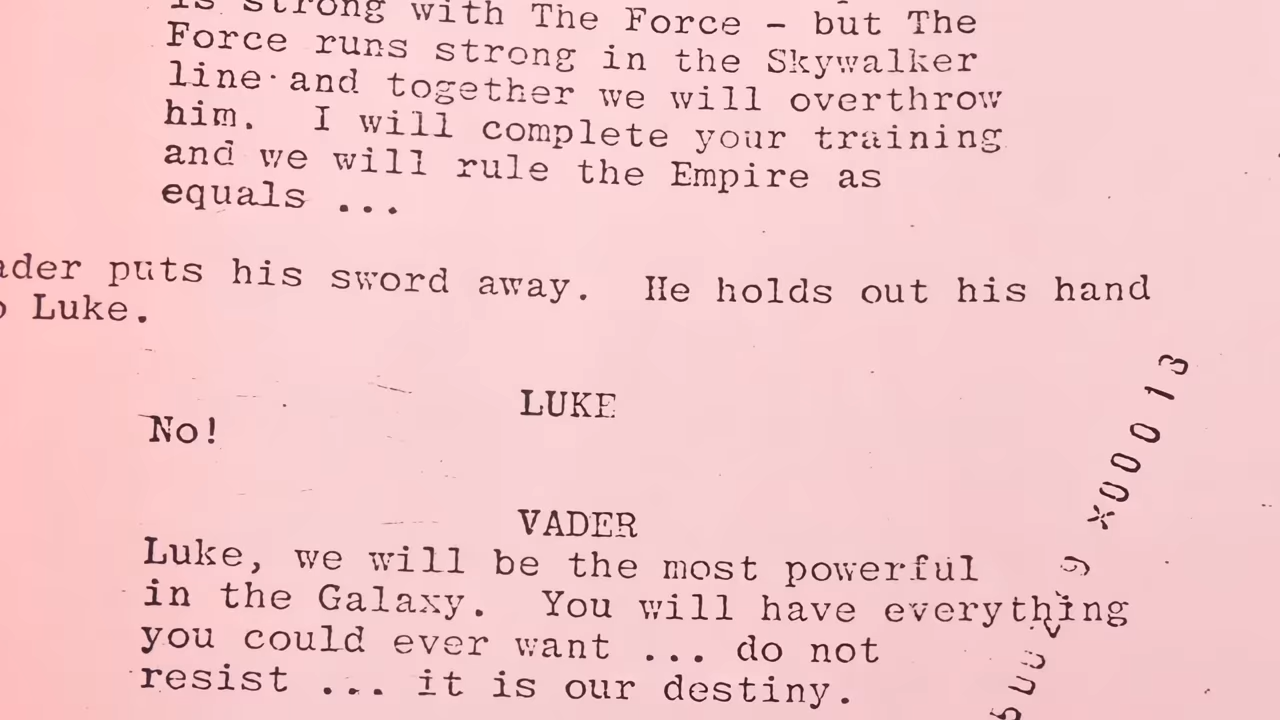 is strong with The Force - but The
Force runs strong in the Skywalker
line and together we will overthrow
him.  I will complete your training
and we will rule the Empire as
equals ...
ader puts his sword away.  He holds out his hand
o Luke.
LUKE
No!
VADER
Luke, we will be the most powerful
in the Galaxy.  You will have everything
you could ever want ... do not
resist ... it is our destiny.
x000 13